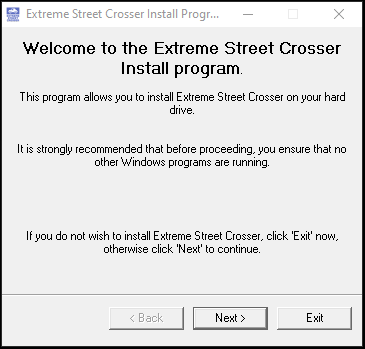 Extreme Street Crosser Install Progr...
Welcome to the Extreme Street Crosser
Install program.
This program allows you to install Extreme Street Crosser on your hard
drive.
It is strongly recommended that before proceeding, you ensure that no
other Windows programs are running.
If you do not wish to install Extreme Street Crosser, click 'Exit' now,
otherwise click 'Next' to continue.
< Back
Next >
Exit